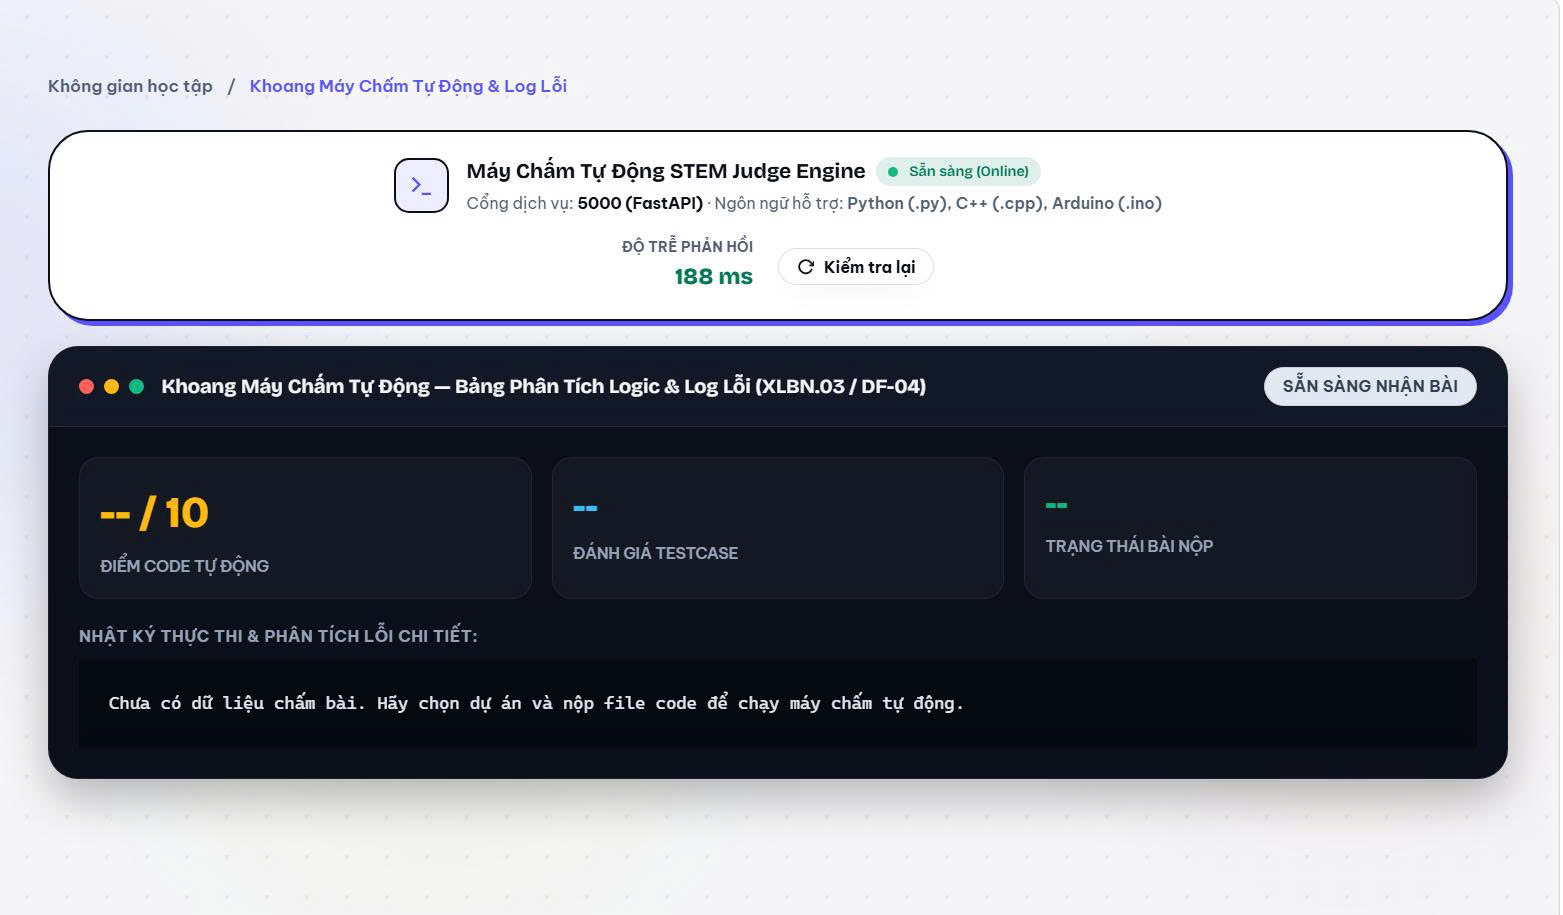 Không gian học tập / Khoang Máy Chấm Tự Động & Log Lỗi
>_
Máy Chấm Tự Động STEM Judge Engine
Sẵn sàng (Online)
Cổng dịch vụ: 5000 (FastAPI) · Ngôn ngữ hỗ trợ: Python (.py), C++ (.cpp), Arduino (.ino)
ĐỘ TRỄ PHẢN HỒI
188 ms
Kiểm tra lại
Khoang Máy Chấm Tự Động — Bảng Phân Tích Logic & Log Lỗi (XLBN.03 / DF-04)
SẴN SÀNG NHẬN BÀI
-- / 10
ĐIỂM CODE TỰ ĐỘNG
--
ĐÁNH GIÁ TESTCASE
--
TRẠNG THÁI BÀI NỘP
NHẬT KÝ THỰC THI & PHÂN TÍCH LỖI CHI TIẾT:
Chưa có dữ liệu chấm bài. Hãy chọn dự án và nộp file code để chạy máy chấm tự động.